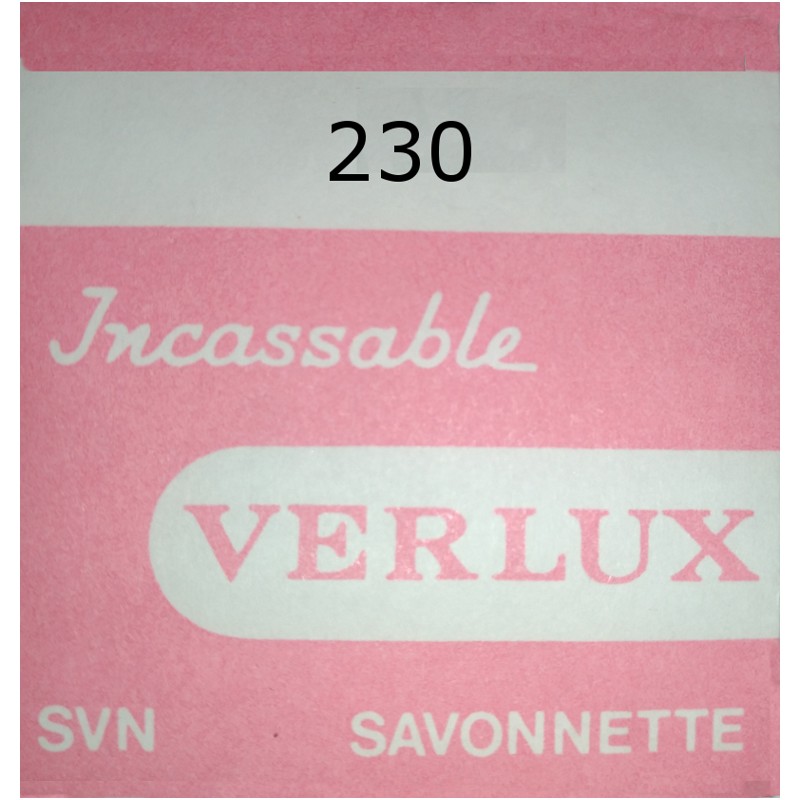 230
Incassable
VERLUX
SVN SAVONNETTE